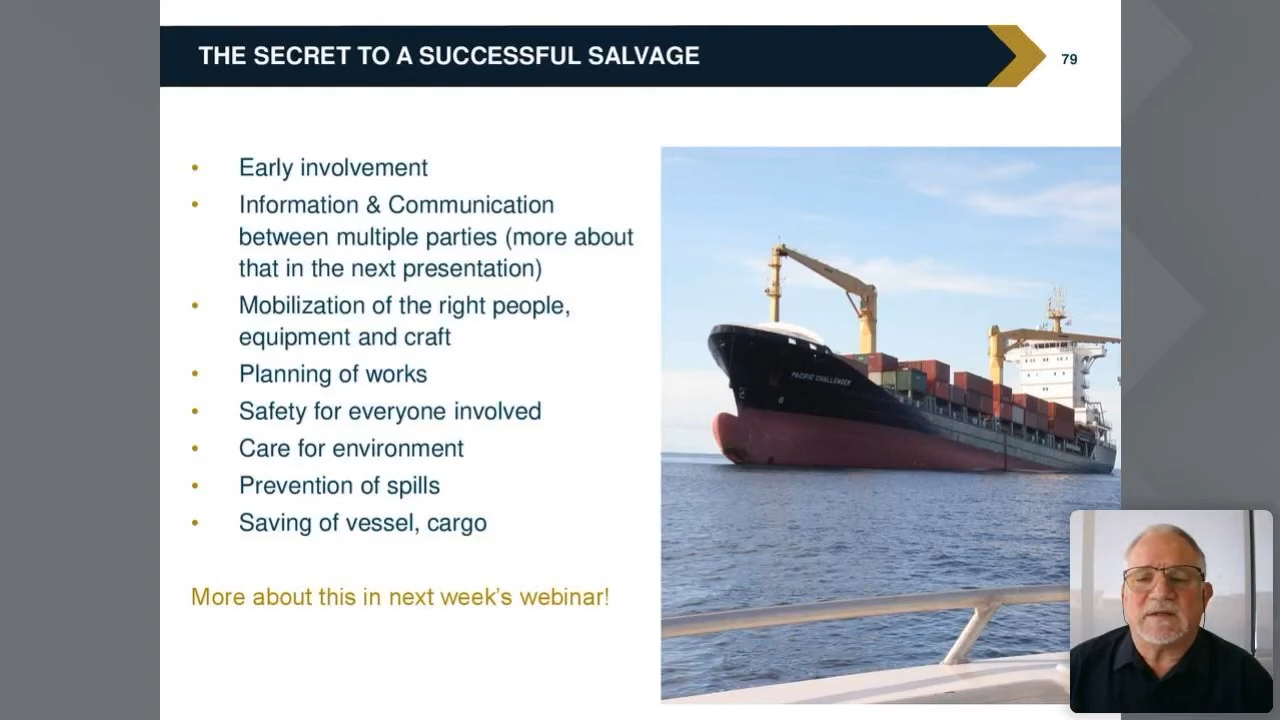 THE SECRET TO A SUCCESSFUL SALVAGE
79
• Early involvement
• Information & Communication
between multiple parties (more about
that in the next presentation)
• Mobilization of the right people,
equipment and craft
• Planning of works
• Safety for everyone involved
• Care for environment
• Prevention of spills
• Saving of vessel, cargo
More about this in next week's webinar!
PACIFIC CHALLENGER